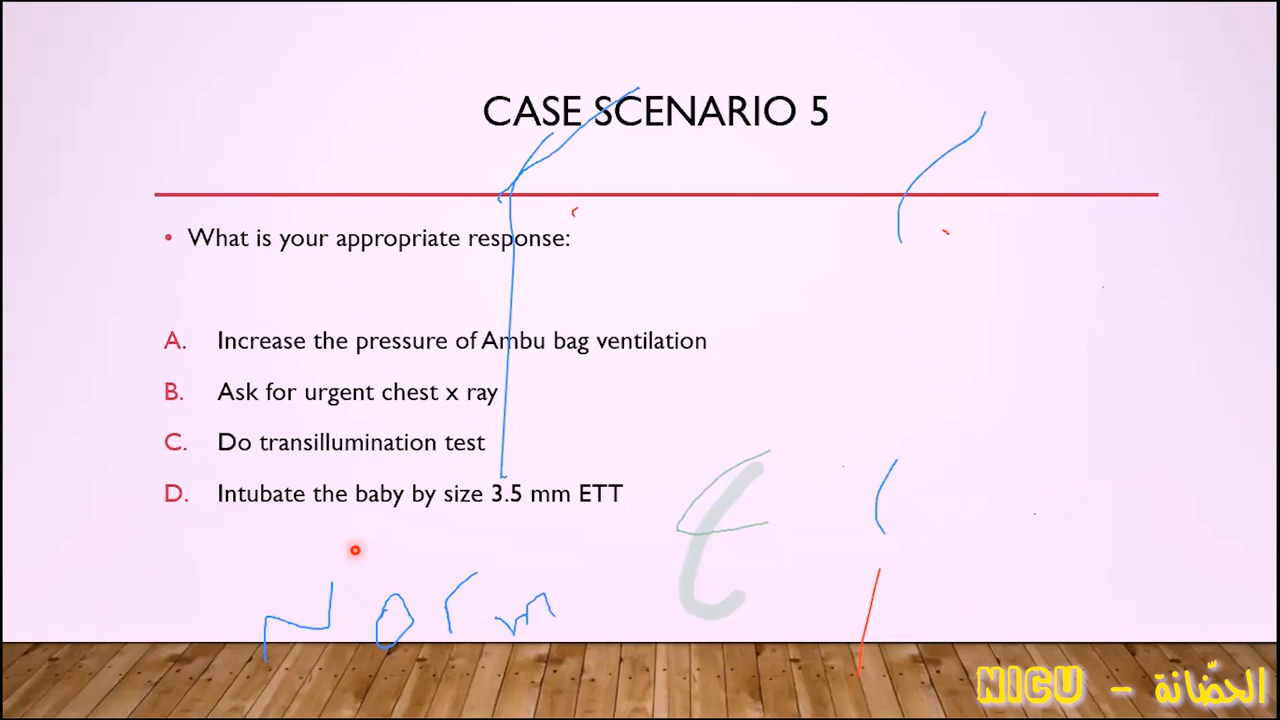 CASE SCENARIO 5
• What is your appropriate response:
A. Increase the pressure of Ambu bag ventilation
B. Ask for urgent chest x ray
C. Do transillumination test
D. Intubate the baby by size 3.5 mm ETT
Norm
NICU - الحضّانة